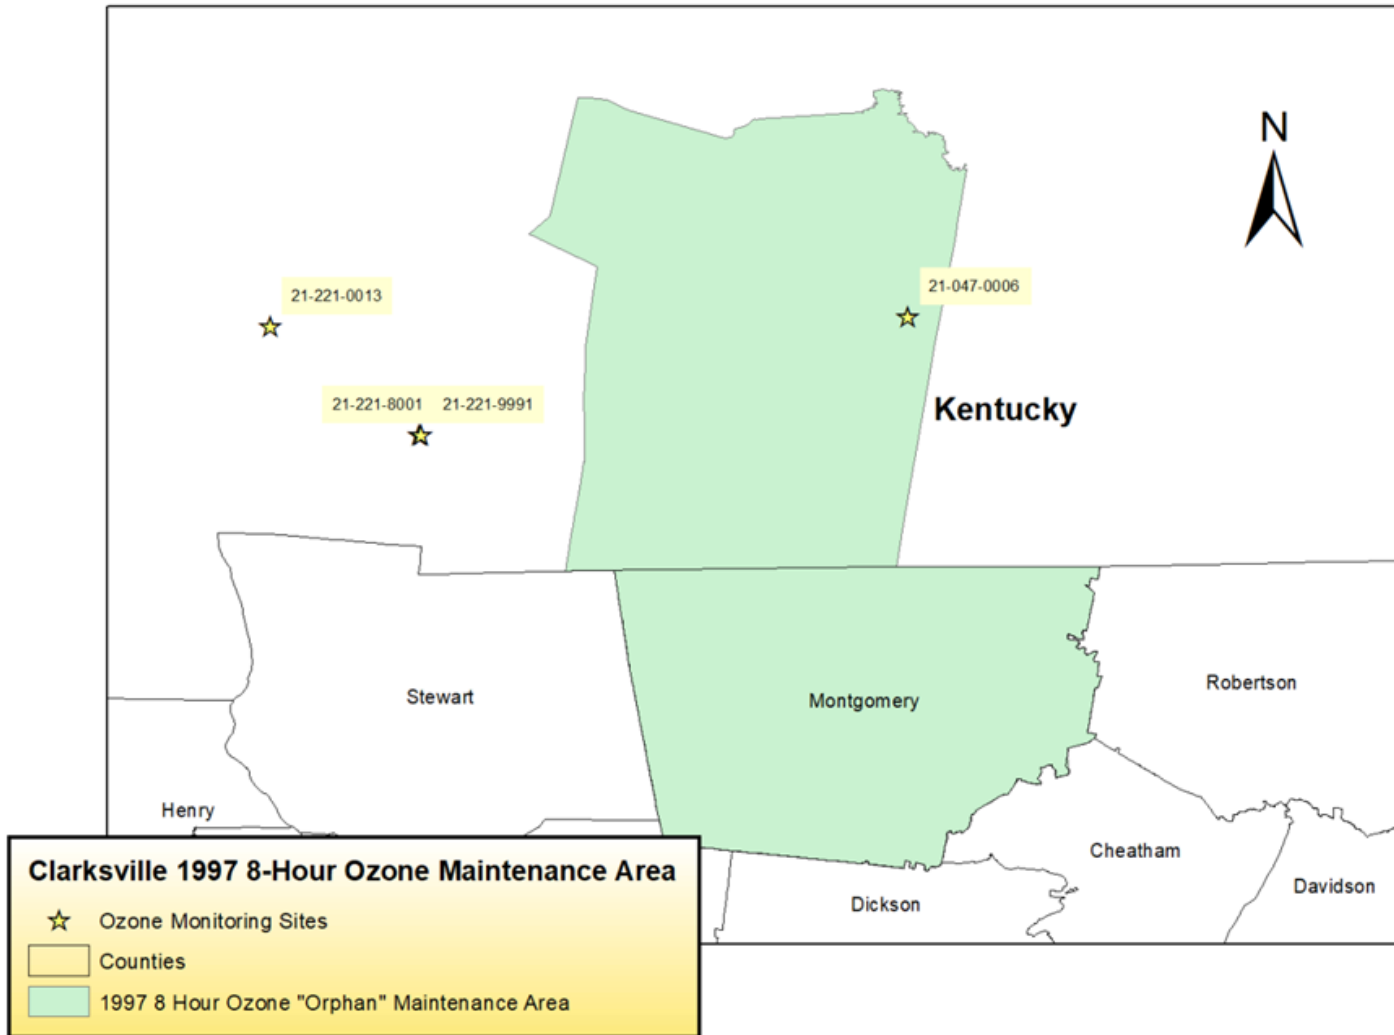 N
21-221-0013
21-047-0006
21-221-8001 21-221-9991
Kentucky
Stewart
Montgomery
Robertson
Henry
Cheatham
Davidson
Dickson
Clarksville 1997 8-Hour Ozone Maintenance Area
Ozone Monitoring Sites
Counties
1997 8 Hour Ozone "Orphan" Maintenance Area